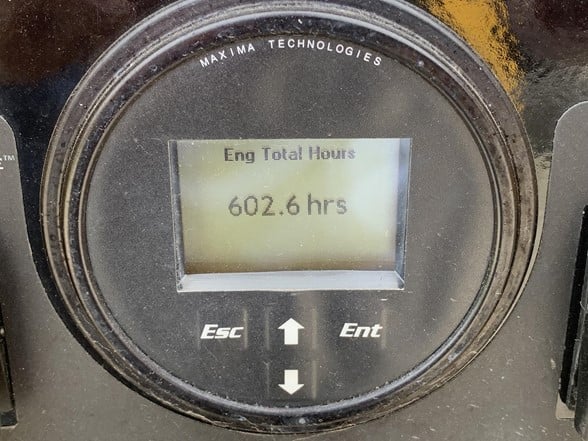 MAXIMA TECHNOLOGIES
Eng Total Hours
602.6 hrs
Esc
Ent